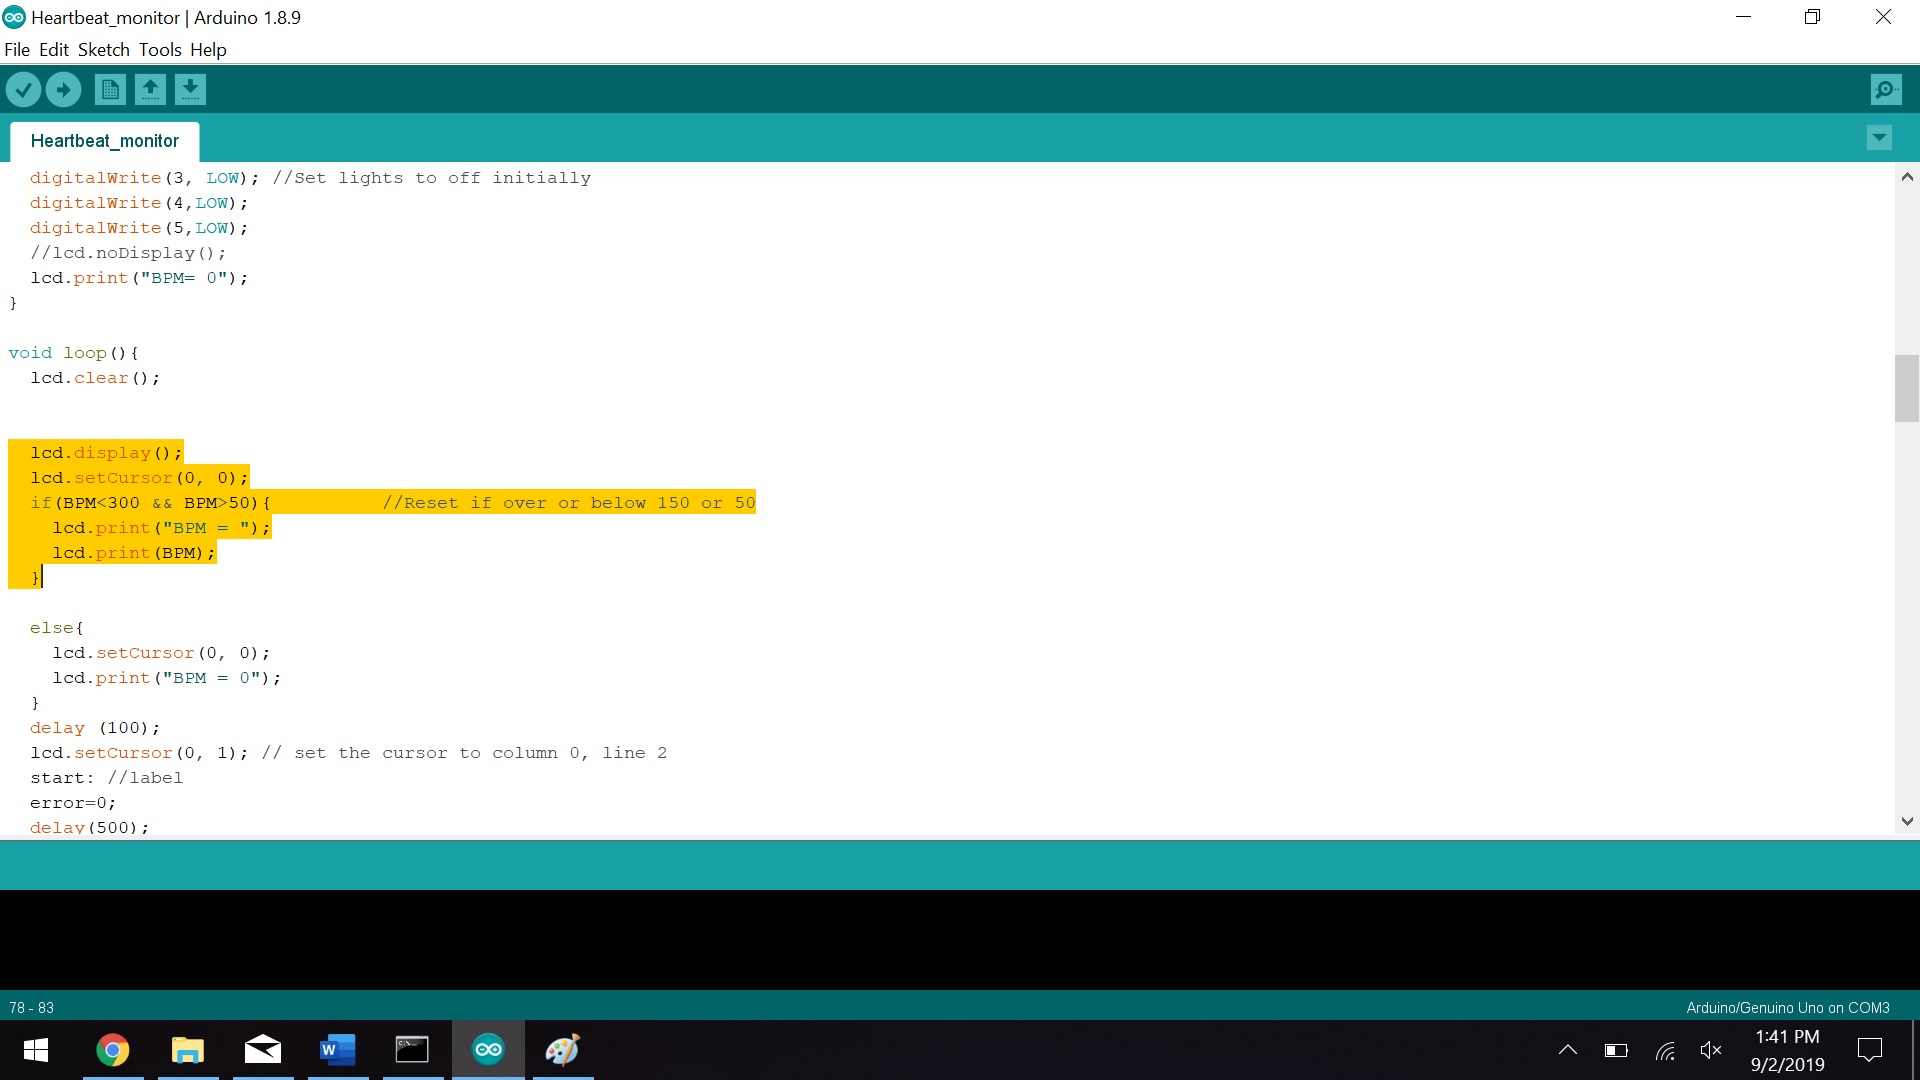 Heartbeat_monitor | Arduino 1.8.9
File Edit Sketch Tools Help
Heartbeat_monitor
digitalWrite(3, LOW); //Set lights to off initially
digitalWrite(4,LOW);
digitalWrite(5,LOW);
//lcd.noDisplay();
lcd.print("BPM= 0");
}
void loop(){
lcd.clear();
lcd.display();
lcd.setCursor(0, 0);
if(BPM<300 && BPM>50){ //Reset if over or below 150 or 50
lcd.print("BPM = ");
lcd.print(BPM);
}
else{
lcd.setCursor(0, 0);
lcd.print("BPM = 0");
}
delay (100);
lcd.setCursor(0, 1); // set the cursor to column 0, line 2
start: //label
error=0;
delay(500);
78 - 83
Arduino/Genuino Uno on COM3
1:41 PM
9/2/2019